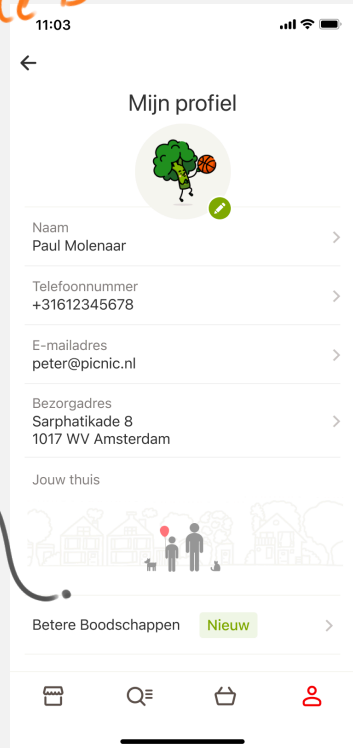 11:03
Mijn profiel
Naam
Paul Molenaar
Telefoonnummer
+31612345678
E-mailadres
peter@picnic.nl
Bezorgadres
Sarphatikade 8
1017 WV Amsterdam
Jouw thuis
Betere Boodschappen Nieuw